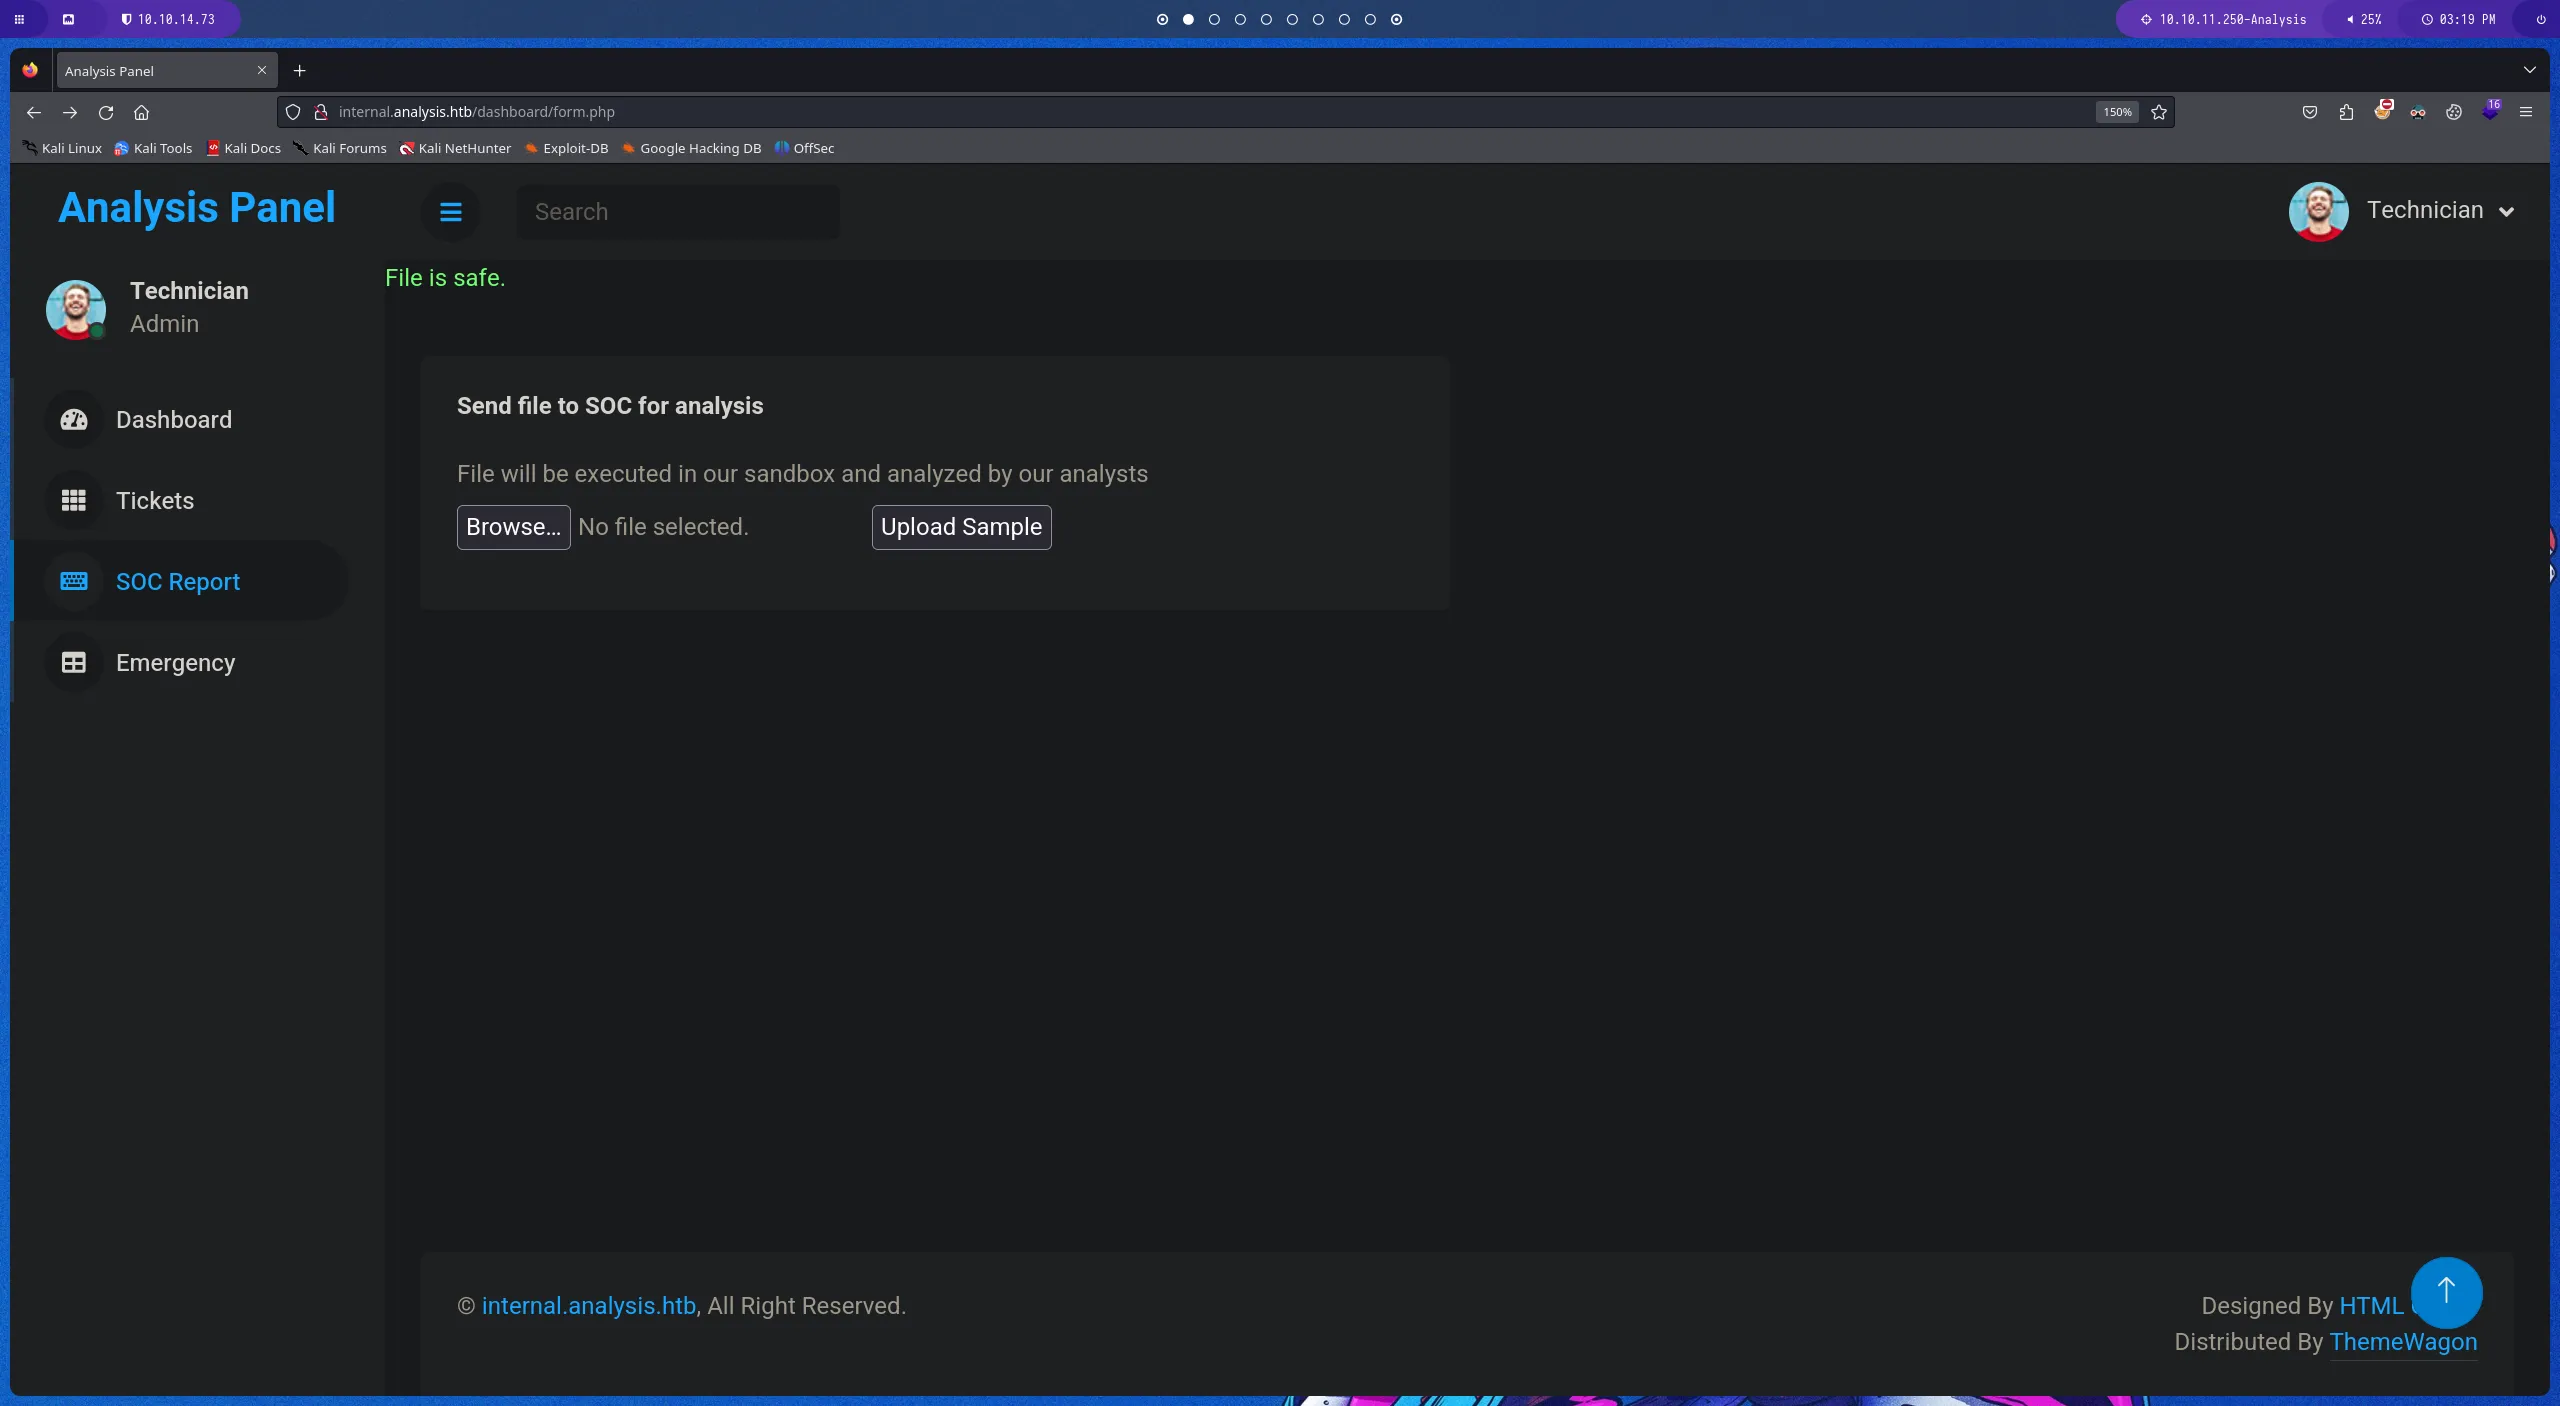 10.10.14.73
10.10.11.250-Analysis
25%
03:19 PM
Analysis Panel
internal.analysis.htb/dashboard/form.php
150%
16
Kali Linux
Kali Tools
Kali Docs
Kali Forums
Kali NetHunter
Exploit-DB
Google Hacking DB
OffSec
Analysis Panel
Search
Technician
Technician
Admin
Dashboard
Tickets
SOC Report
Emergency
File is safe.
Send file to SOC for analysis
File will be executed in our sandbox and analyzed by our analysts
Browse…
No file selected.
Upload Sample
© internal.analysis.htb, All Right Reserved.
Designed By HTML
Distributed By ThemeWagon